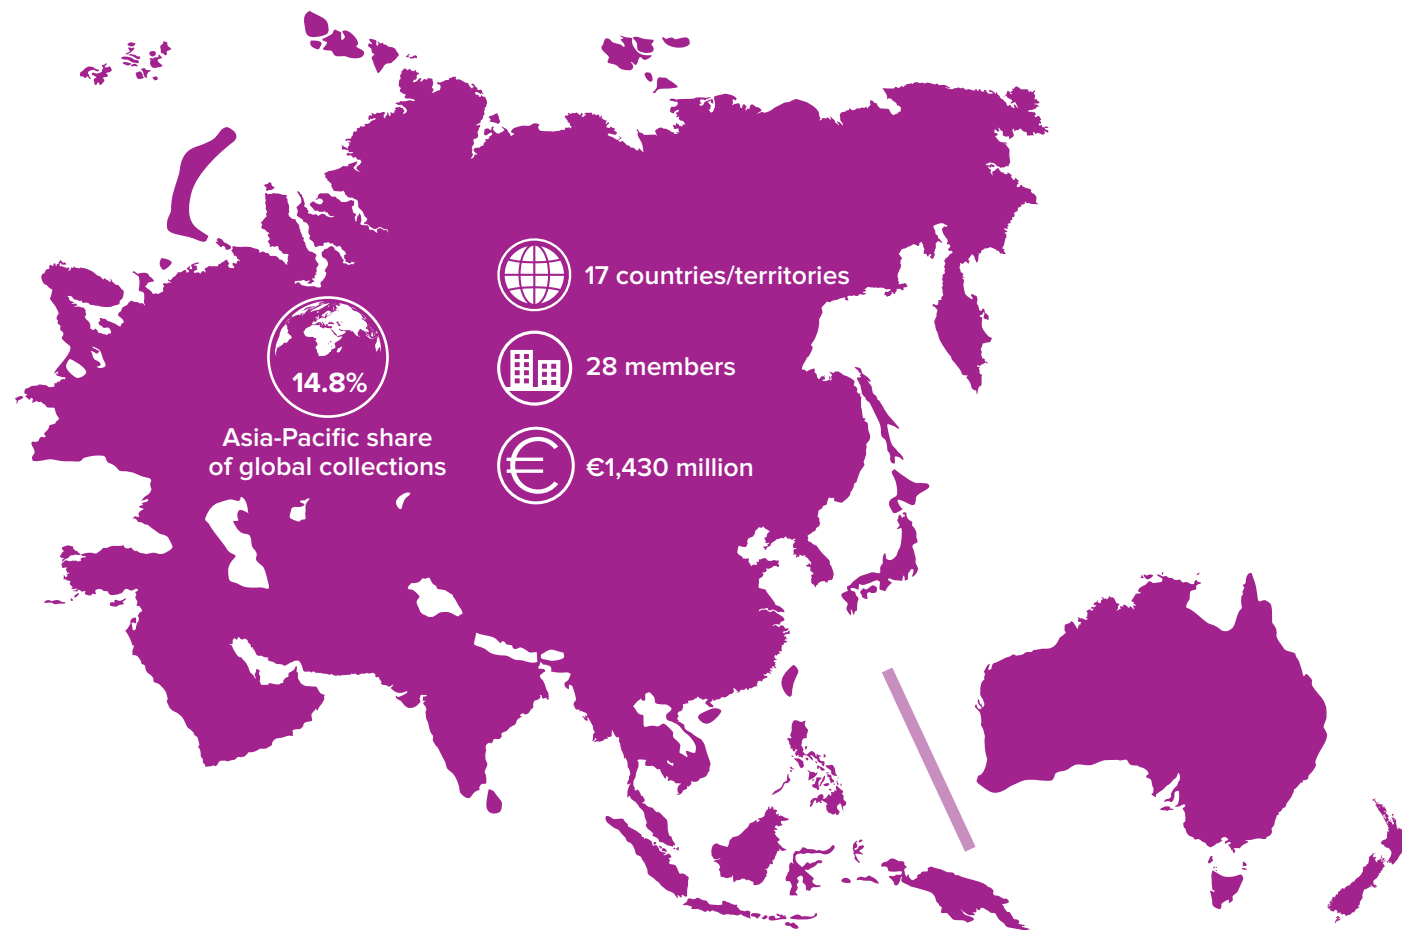 17 countries/territories
28 members
14.8%
Asia-Pacific share
of global collections
€1,430 million